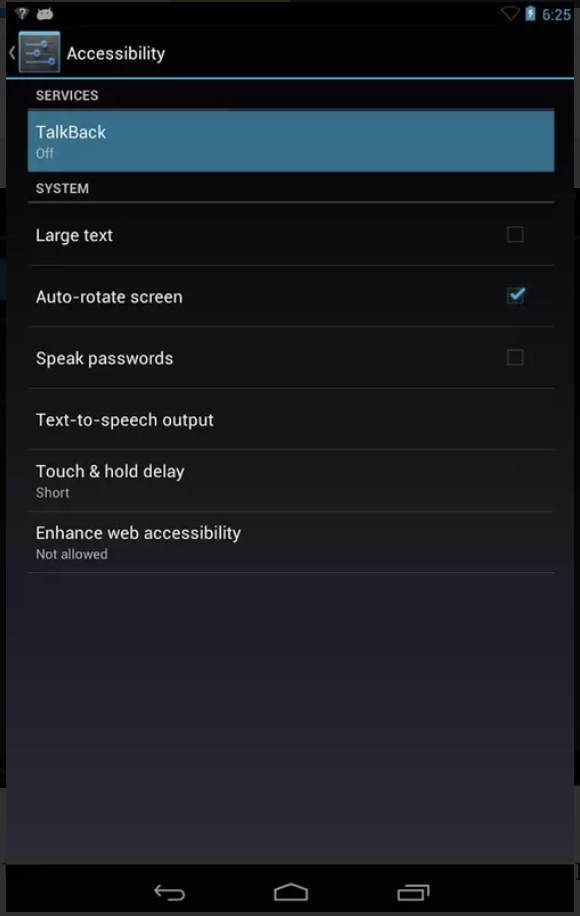 6:25
Accessibility
SERVICES
TalkBack
Off
SYSTEM
Large text
Auto-rotate screen
Speak passwords
Text-to-speech output
Touch & hold delay
Short
Enhance web accessibility
Not allowed